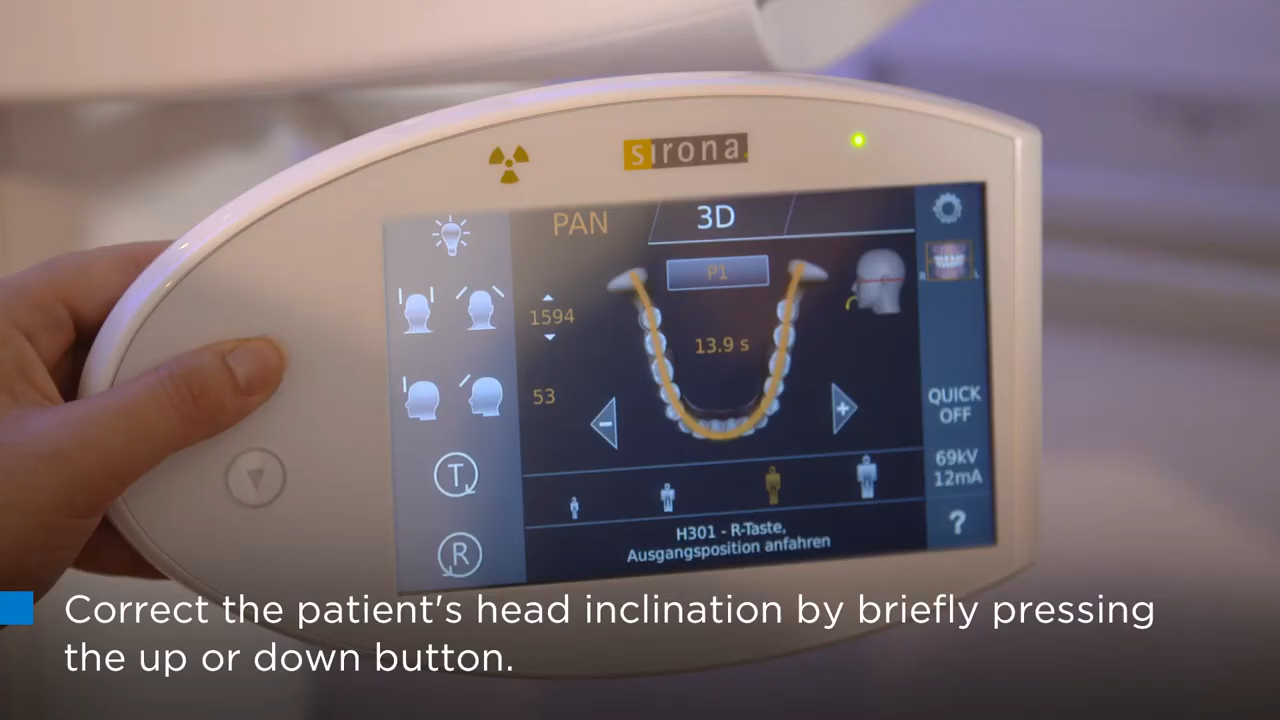 sirona.
PAN
3D
P1
1594
13.9 s
53
QUICK
OFF
69kV
12mA
T
R
?
H301 - R-Taste,
Ausgangsposition anfahren
Correct the patient's head inclination by briefly pressing
the up or down button.